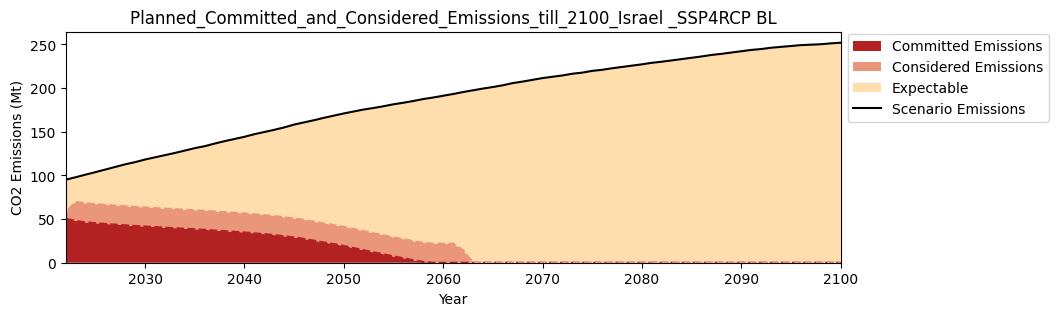 Planned_Committed_and_Considered_Emissions_till_2100_Israel _SSP4RCP BL
CO2 Emissions (Mt)
250
200
150
100
50
0
2030 2040 2050 2060 2070 2080 2090 2100
Year
Committed Emissions
Considered Emissions
Expectable
Scenario Emissions